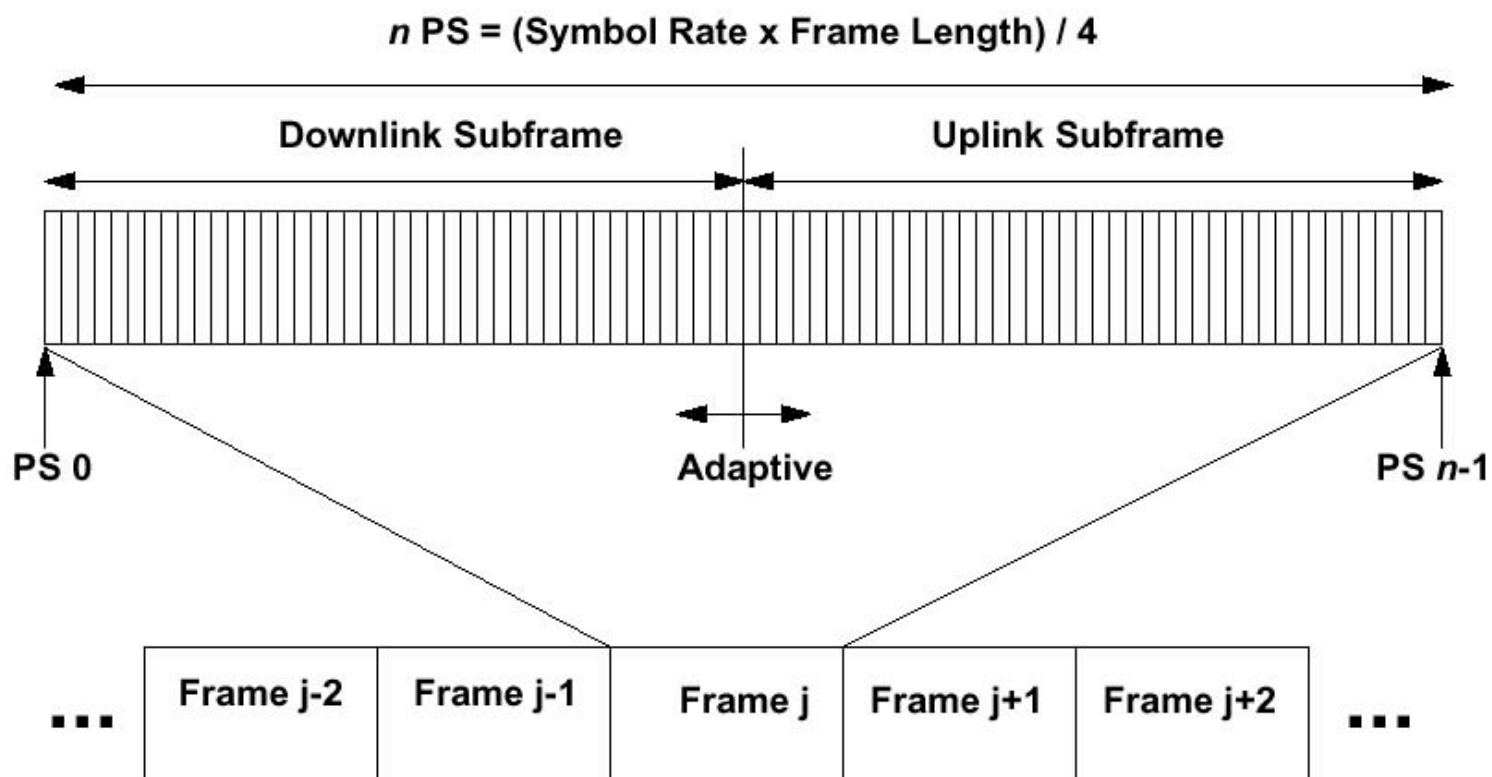 n PS = (Symbol Rate x Frame Length) / 4
Downlink Subframe
Uplink Subframe
PS 0
Adaptive
PS n-1
... Frame j-2 Frame j-1 Frame j Frame j+1 Frame j+2 ...